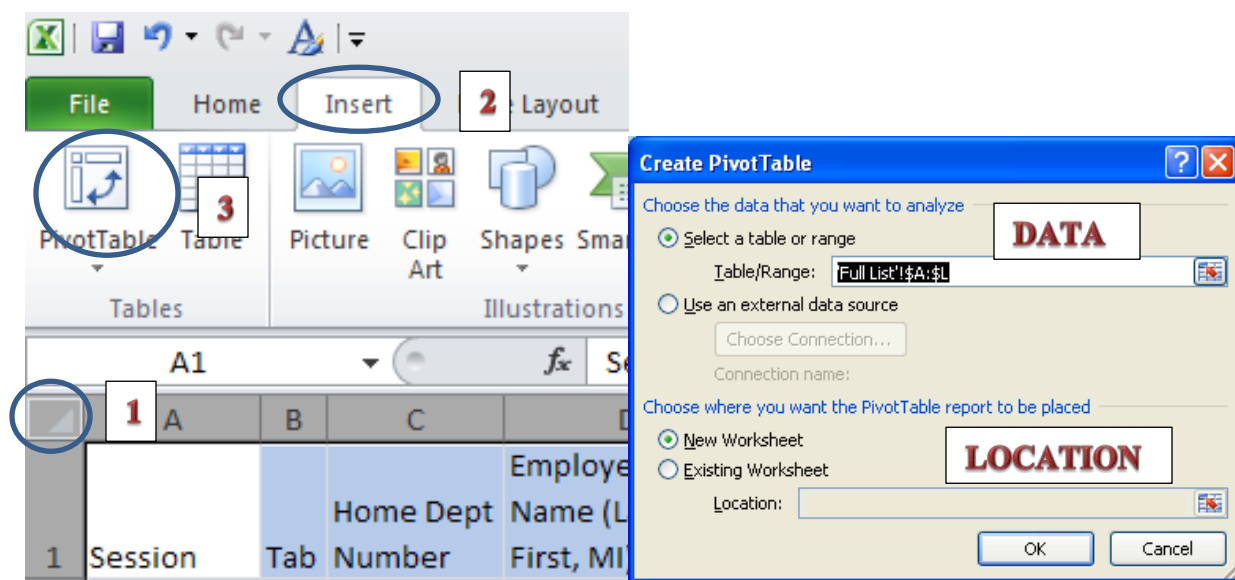 File Home Insert 2 Layout
3
PivotTable Table Picture Clip Art Shapes
Tables Illustrations
A1 fx
1 A B C
Employe
Home Dept Name (L
1 Session Tab Number First, MI)
Create PivotTable ? X
Choose the data that you want to analyze
DATA
Select a table or range
Table/Range: 'Full List'!$A:$L
Use an external data source
Choose Connection...
Connection name:
Choose where you want the PivotTable report to be placed
New Worksheet
LOCATION
Existing Worksheet
Location:
OK Cancel